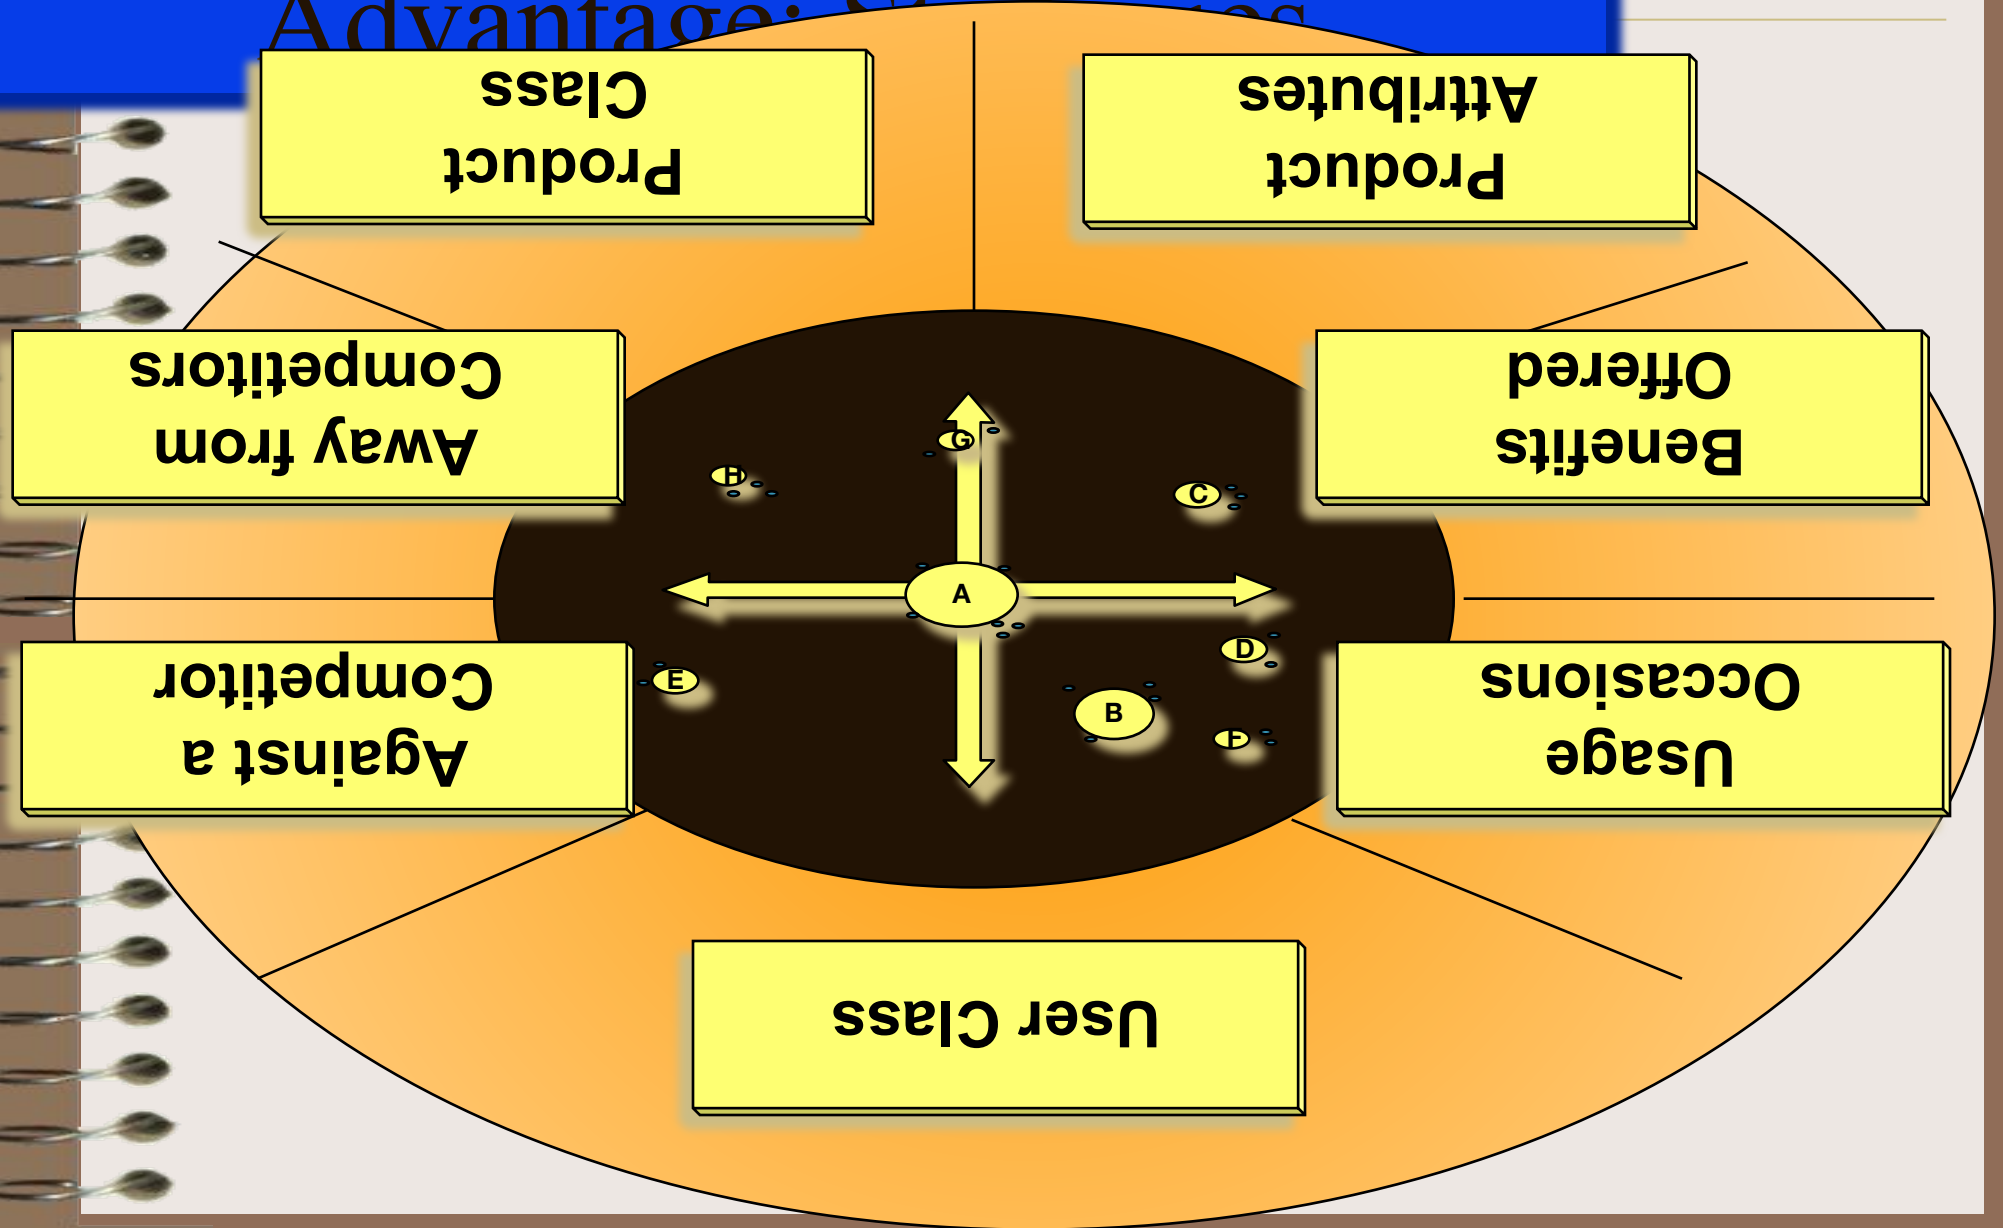 Advantage:
Product
Class
Product
Attributes
Away from
Competitors
Benefits
Offered
G
H
C
A
D
E
B
F
Against a
Competitor
Usage
Occasions
User Class